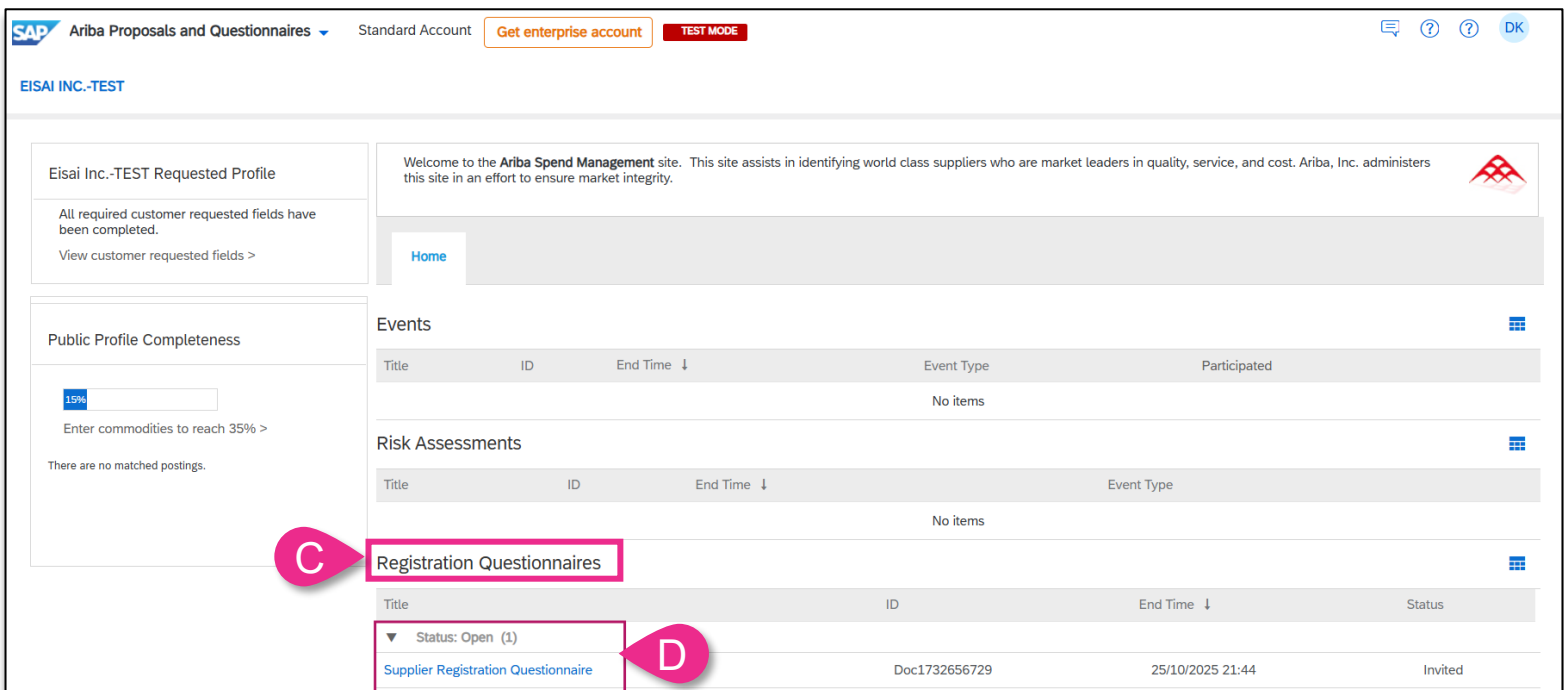 SAP Ariba Proposals and Questionnaires Standard Account Get enterprise account TEST MODE ? ? DK
EISAI INC.-TEST
Eisai Inc.-TEST Requested Profile
All required customer requested fields have
been completed.
View customer requested fields >
Public Profile Completeness
15%
Enter commodities to reach 35% >
There are no matched postings.
Welcome to the Ariba Spend Management site. This site assists in identifying world class suppliers who are market leaders in quality, service, and cost. Ariba, Inc. administers
this site in an effort to ensure market integrity.
Home
Events
Title ID End Time ↓ Event Type Participated
No items
Risk Assessments
Title ID End Time ↓ Event Type
No items
C Registration Questionnaires
Title ID End Time ↓ Status
▼ Status: Open (1)
D
Supplier Registration Questionnaire Doc1732656729 25/10/2025 21:44 Invited